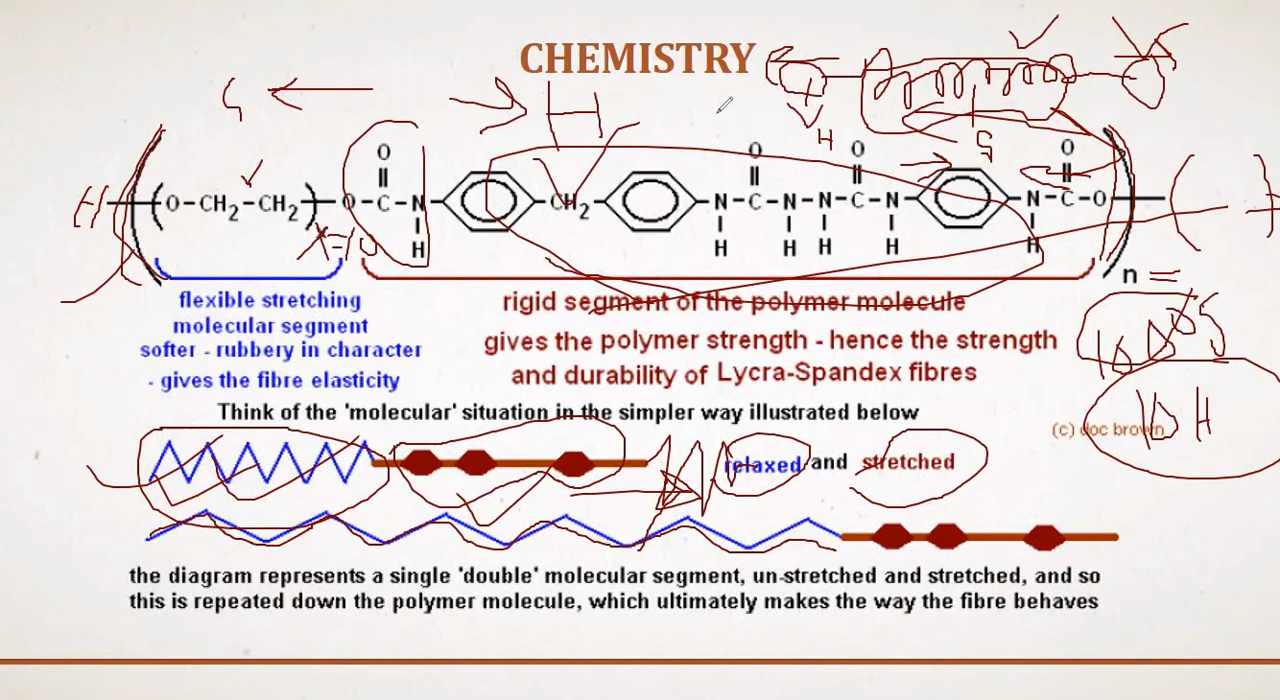 CHEMISTRY
O O O O
(O-CH2-CH2)-O-C-N- -CH2- -N-C-N-N-C-N- -N-C-O-
H H H H H H
n =
flexible stretching
molecular segment
softer - rubbery in character
- gives the fibre elasticity
rigid segment of the polymer molecule
gives the polymer strength - hence the strength
and durability of Lycra-Spandex fibres
Think of the 'molecular' situation in the simpler way illustrated below
(c) doc brown
relaxed and stretched
the diagram represents a single 'double' molecular segment, un-stretched and stretched, and so
this is repeated down the polymer molecule, which ultimately makes the way the fibre behaves